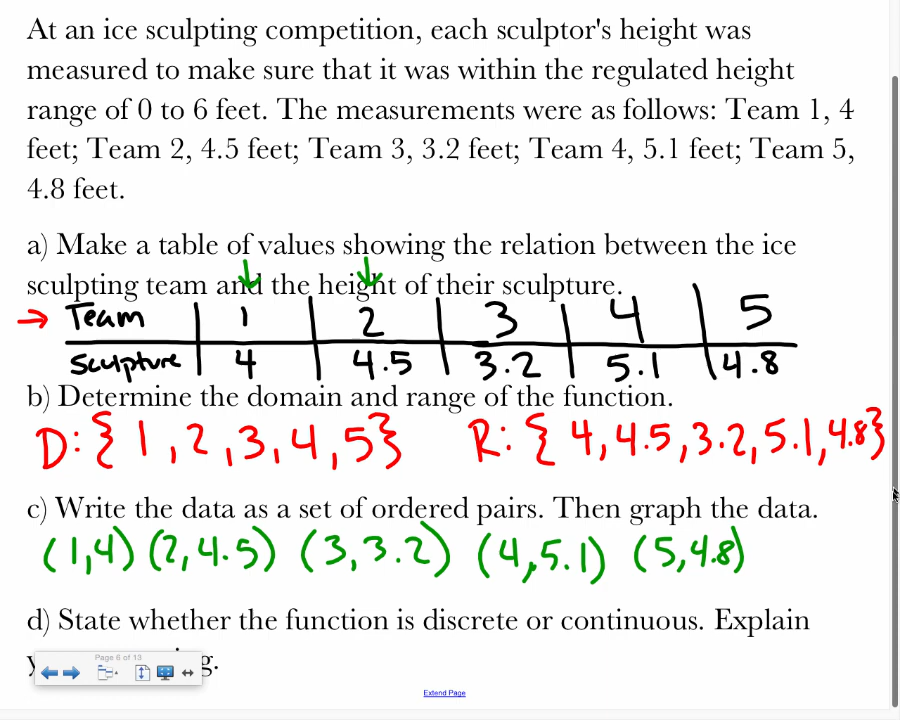 At an ice sculpting competition, each sculptor's height was
measured to make sure that it was within the regulated height
range of 0 to 6 feet. The measurements were as follows: Team 1, 4
feet; Team 2, 4.5 feet; Team 3, 3.2 feet; Team 4, 5.1 feet; Team 5,
4.8 feet.
a) Make a table of values showing the relation between the ice
sculpting team and the height of their sculpture.
Team 1 2 3 4 5
Sculpture 4 4.5 3.2 5.1 4.8
b) Determine the domain and range of the function.
D: {1,2,3,4,5} R: {4,4.5,3.2,5.1,4.8}
c) Write the data as a set of ordered pairs. Then graph the data.
(1,4) (2,4.5) (3,3.2) (4,5.1) (5,4.8)
d) State whether the function is discrete or continuous. Explain
Page 6 of 13
Extend Page